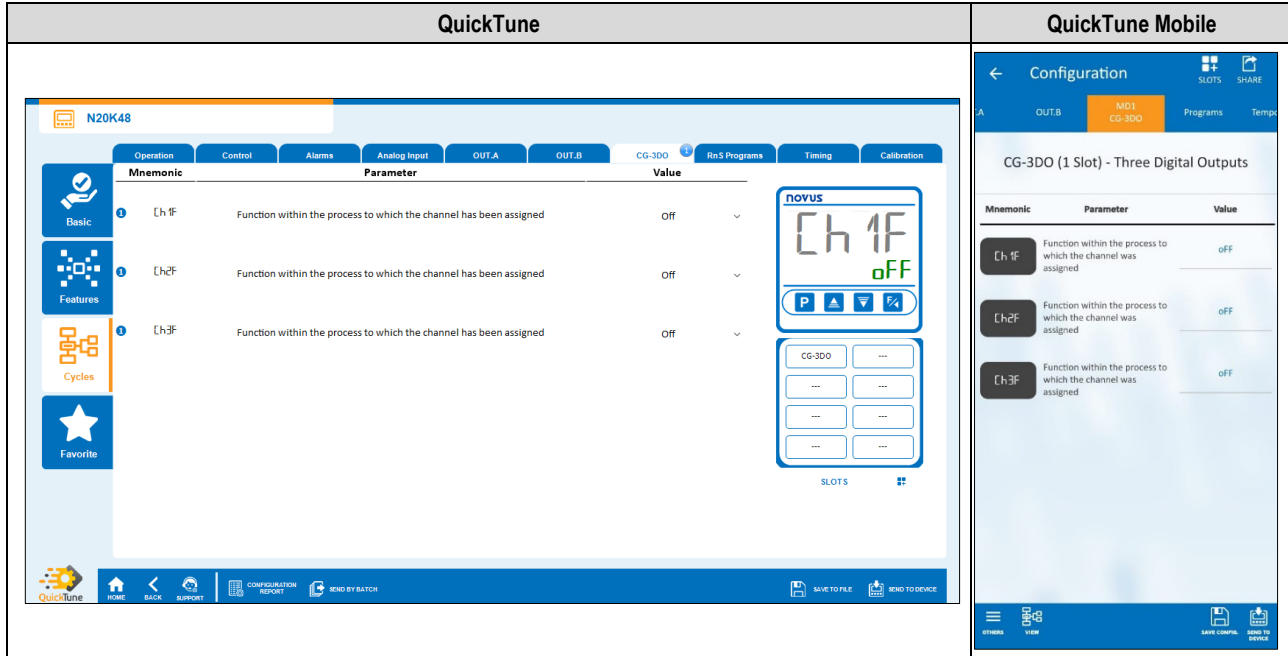 QuickTune
QuickTune Mobile
N20K48
Operation Control Alarms Analog Input OUT.A OUT.B CG-3DO 1 RnS Programs Timing Calibration
Mnemonic Parameter Value
Basic
Features
Cycles
Favorite
1 Ch1F Function within the process to which the channel has been assigned Off
1 Ch2F Function within the process to which the channel has been assigned Off
1 Ch3F Function within the process to which the channel has been assigned Off
novus
Ch1F
oFF
P F/
CG-3DO ---
--- ---
--- ---
--- ---
SLOTS
QuickTune
HOME BACK SUPPORT CONFIGURATION REPORT SEND BY BATCH SAVE TO FILE SEND TO DEVICE
Configuration
SLOTS SHARE
.A OUT.B MD1 CG-3DO Programs Tempo
CG-3DO (1 Slot) - Three Digital Outputs
Mnemonic Parameter Value
Ch1F Function within the process to which the channel was assigned oFF
Ch2F Function within the process to which the channel was assigned oFF
Ch3F Function within the process to which the channel was assigned oFF
OTHERS VIEW SAVE CONFIG. SEND TO DEVICE